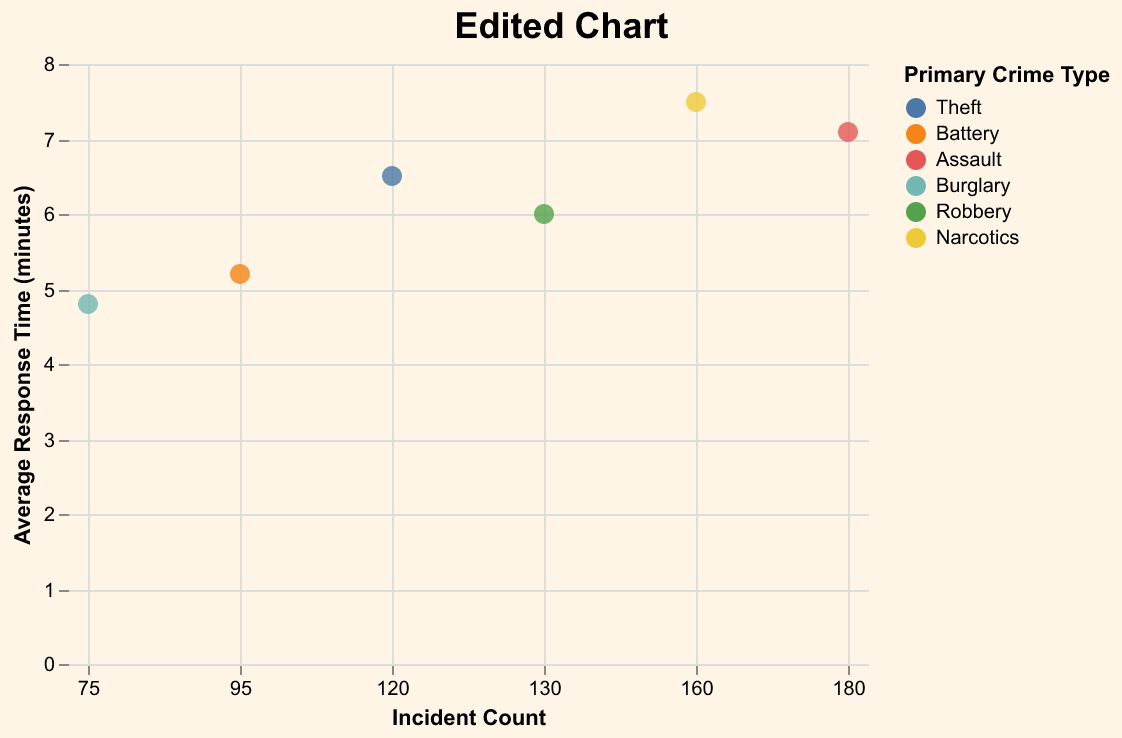 Edited Chart
Primary Crime Type
Theft
Battery
Assault
Burglary
Robbery
Narcotics
Average Response Time (minutes)
8
7
6
5
4
3
2
1
0
75 95 120 130 160 180
Incident Count